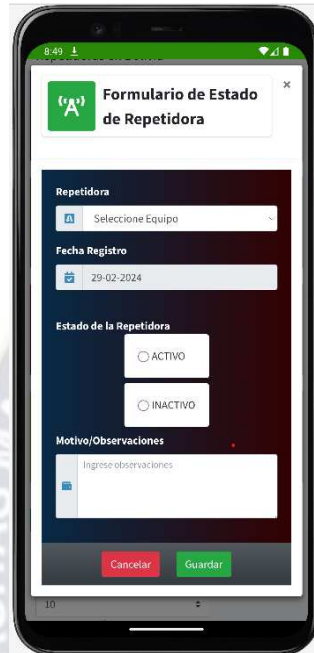 8:49
Formulario de Estado
de Repetidora
×
Repetidora
Seleccione Equipo
Fecha Registro
29-02-2024
Estado de la Repetidora
ACTIVO
INACTIVO
Motivo/Observaciones
Ingrese observaciones
Cancelar
Guardar
10